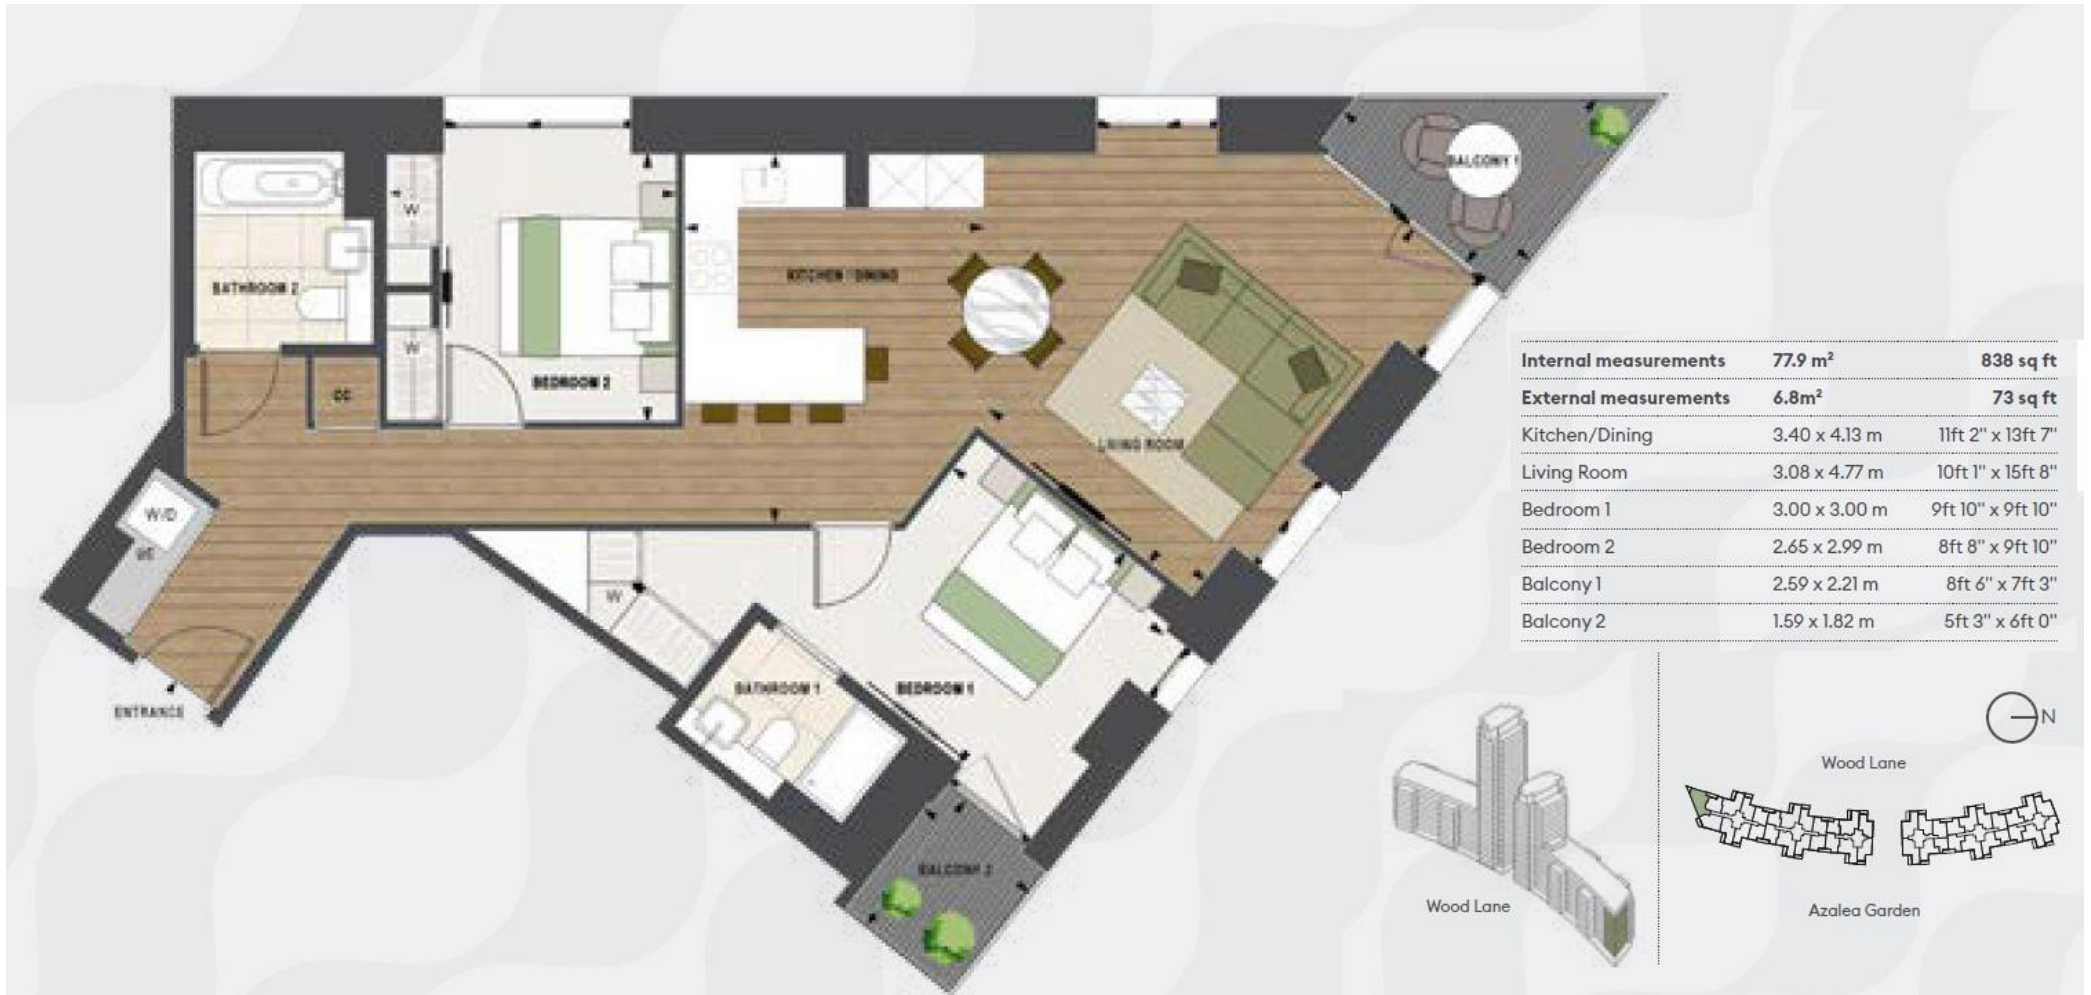 BALCONY 1
W
BATHROOM 2
KITCHEN / DINING
W
BEDROOM 2
CC
LIVING ROOM
W/D
W
BATHROOM 1
BEDROOM 1
ENTRANCE
BALCONY 2
Internal measurements 77.9 m² 838 sq ft
External measurements 6.8m² 73 sq ft
Kitchen/Dining 3.40 x 4.13 m 11ft 2" x 13ft 7"
Living Room 3.08 x 4.77 m 10ft 1" x 15ft 8"
Bedroom 1 3.00 x 3.00 m 9ft 10" x 9ft 10"
Bedroom 2 2.65 x 2.99 m 8ft 8" x 9ft 10"
Balcony 1 2.59 x 2.21 m 8ft 6" x 7ft 3"
Balcony 2 1.59 x 1.82 m 5ft 3" x 6ft 0"
N
Wood Lane
Wood Lane
Azalea Garden